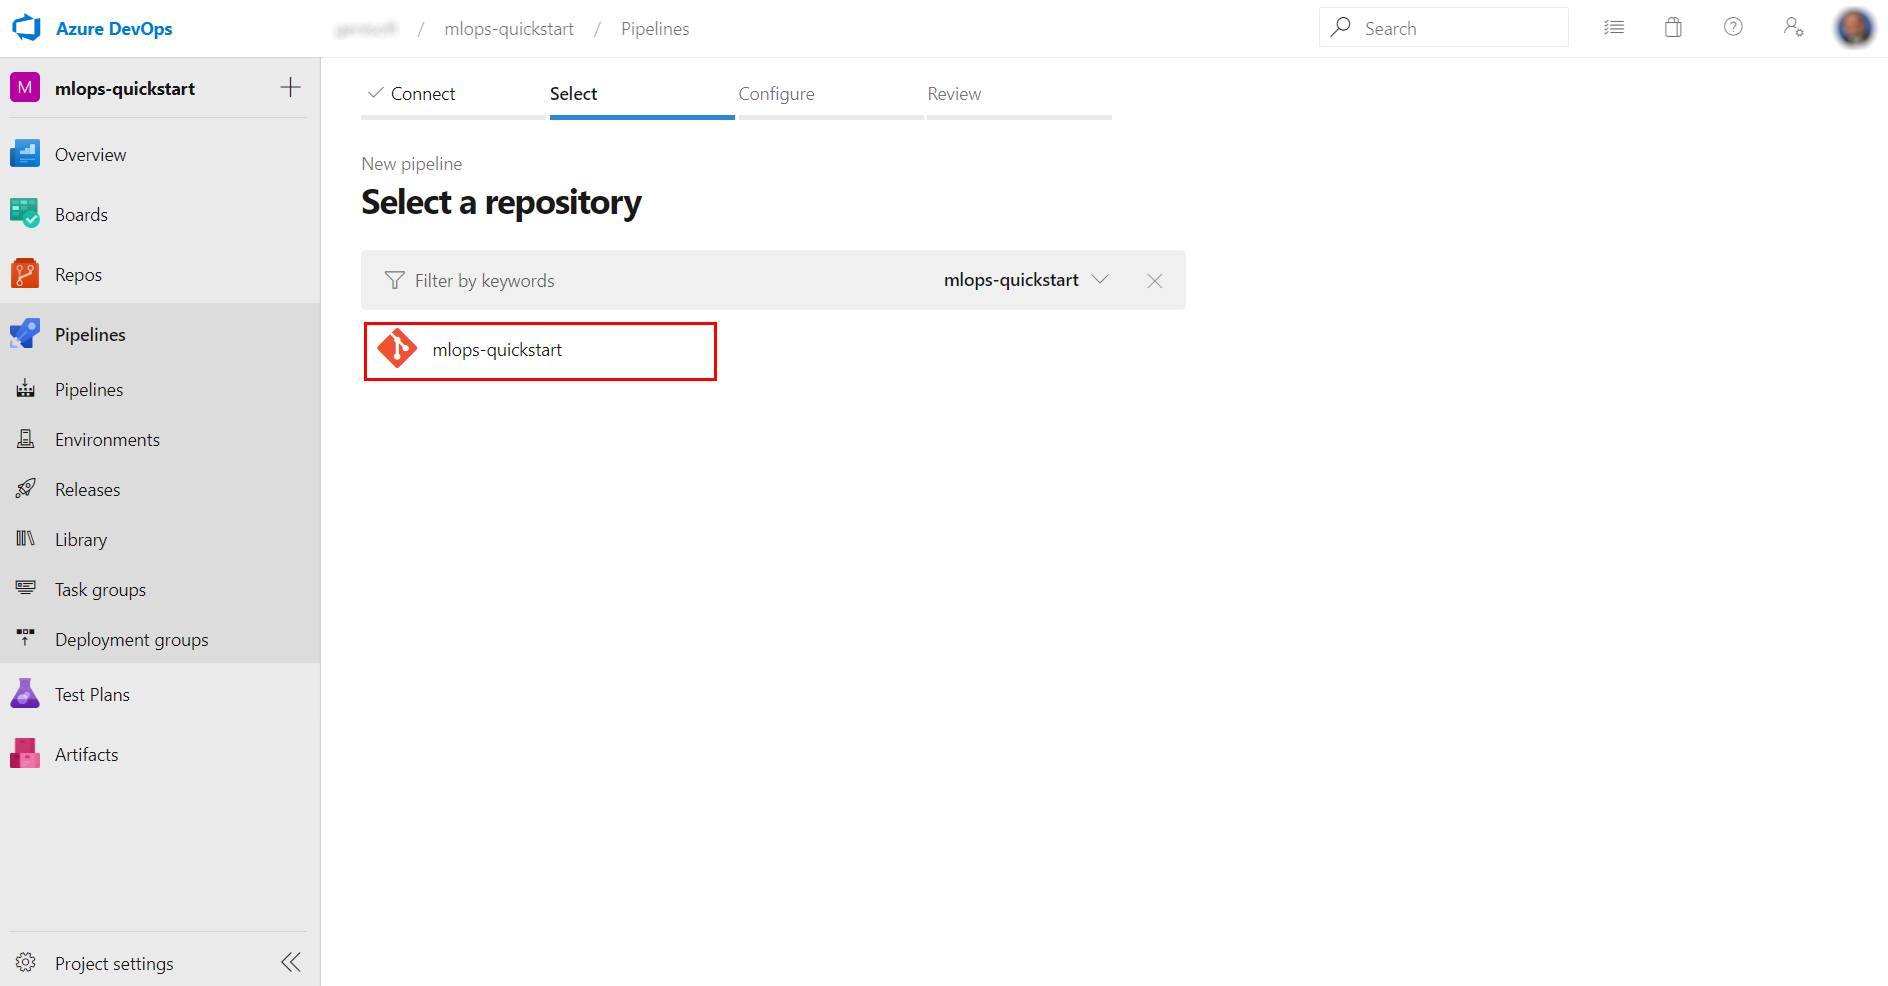 Azure DevOps
/ mlops-quickstart / Pipelines
Search
M mlops-quickstart
Overview
Boards
Repos
Pipelines
Pipelines
Environments
Releases
Library
Task groups
Deployment groups
Test Plans
Artifacts
Project settings
Connect Select Configure Review
New pipeline
Select a repository
Filter by keywords mlops-quickstart
mlops-quickstart